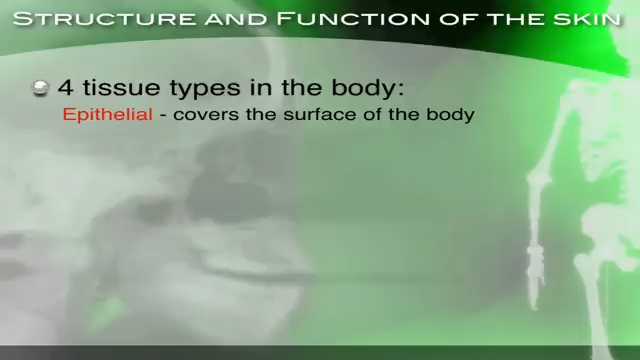 Structure and Function of the skin
4 tissue types in the body:
Epithelial - covers the surface of the body